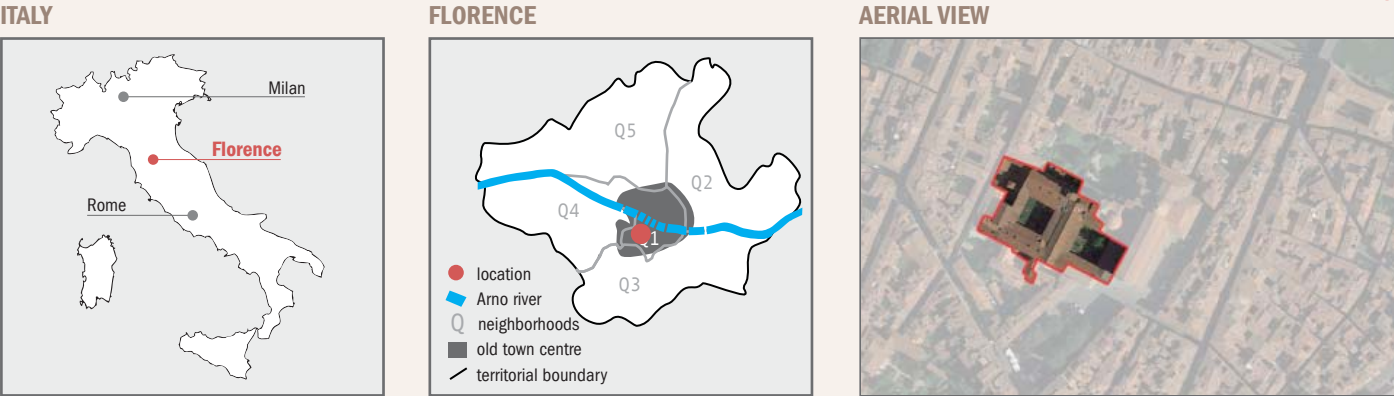 ITALY
Milan
Florence
Rome
FLORENCE
Q5
Q2
Q4
Q1
Q3
location
Arno river
Q neighborhoods
old town centre
territorial boundary
AERIAL VIEW